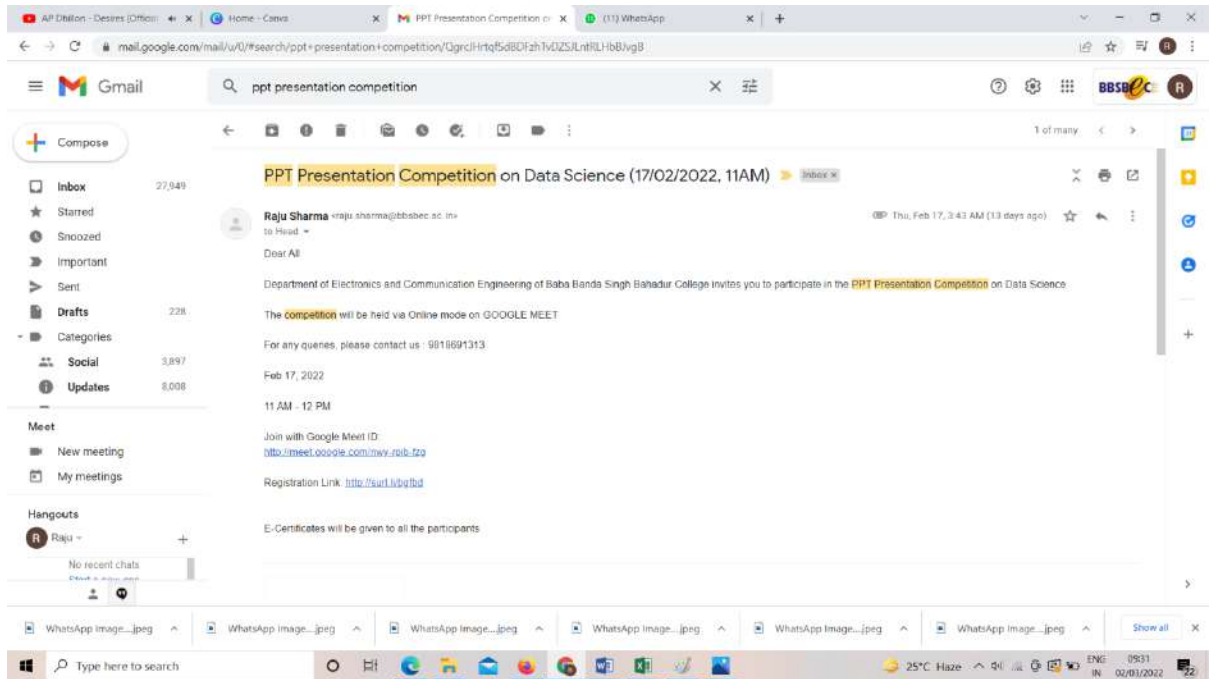 AP Dhillon - Desires (Official
Home - Canva
PPT Presentation Competition on
(11) WhatsApp
mail.google.com/mail/u/0/#search/ppt+presentation+competition/
Gmail
ppt presentation competition
BBSBECE
R
Compose
1 of many
PPT Presentation Competition on Data Science (17/02/2022, 11AM)
Inbox x
Inbox 27,949
Starred
Snoozed
Important
Sent
Drafts 228
Categories
Social 3,897
Updates 8,008
Raju Sharma <raju.sharma@bbsbec.ac.in>
Thu, Feb 17, 3:43 AM (13 days ago)
to Head
Dear All
Department of Electronics and Communication Engineering of Baba Banda Singh Bahadur College invites you to participate in the PPT Presentation Competition on Data Science
The competition will be held via Online mode on GOOGLE MEET
For any queries, please contact us : 9818691313
Feb 17, 2022
11 AM - 12 PM
Join with Google Meet ID:
Registration Link
E-Certificates will be given to all the participants
Meet
New meeting
My meetings
Hangouts
R Raju
No recent chats
WhatsApp Image....jpeg
WhatsApp Image....jpeg
WhatsApp Image....jpeg
WhatsApp Image....jpeg
WhatsApp Image....jpeg
WhatsApp Image....jpeg
Show all
Type here to search
25°C Haze
ENG
IN
09:31
02/03/2022
22